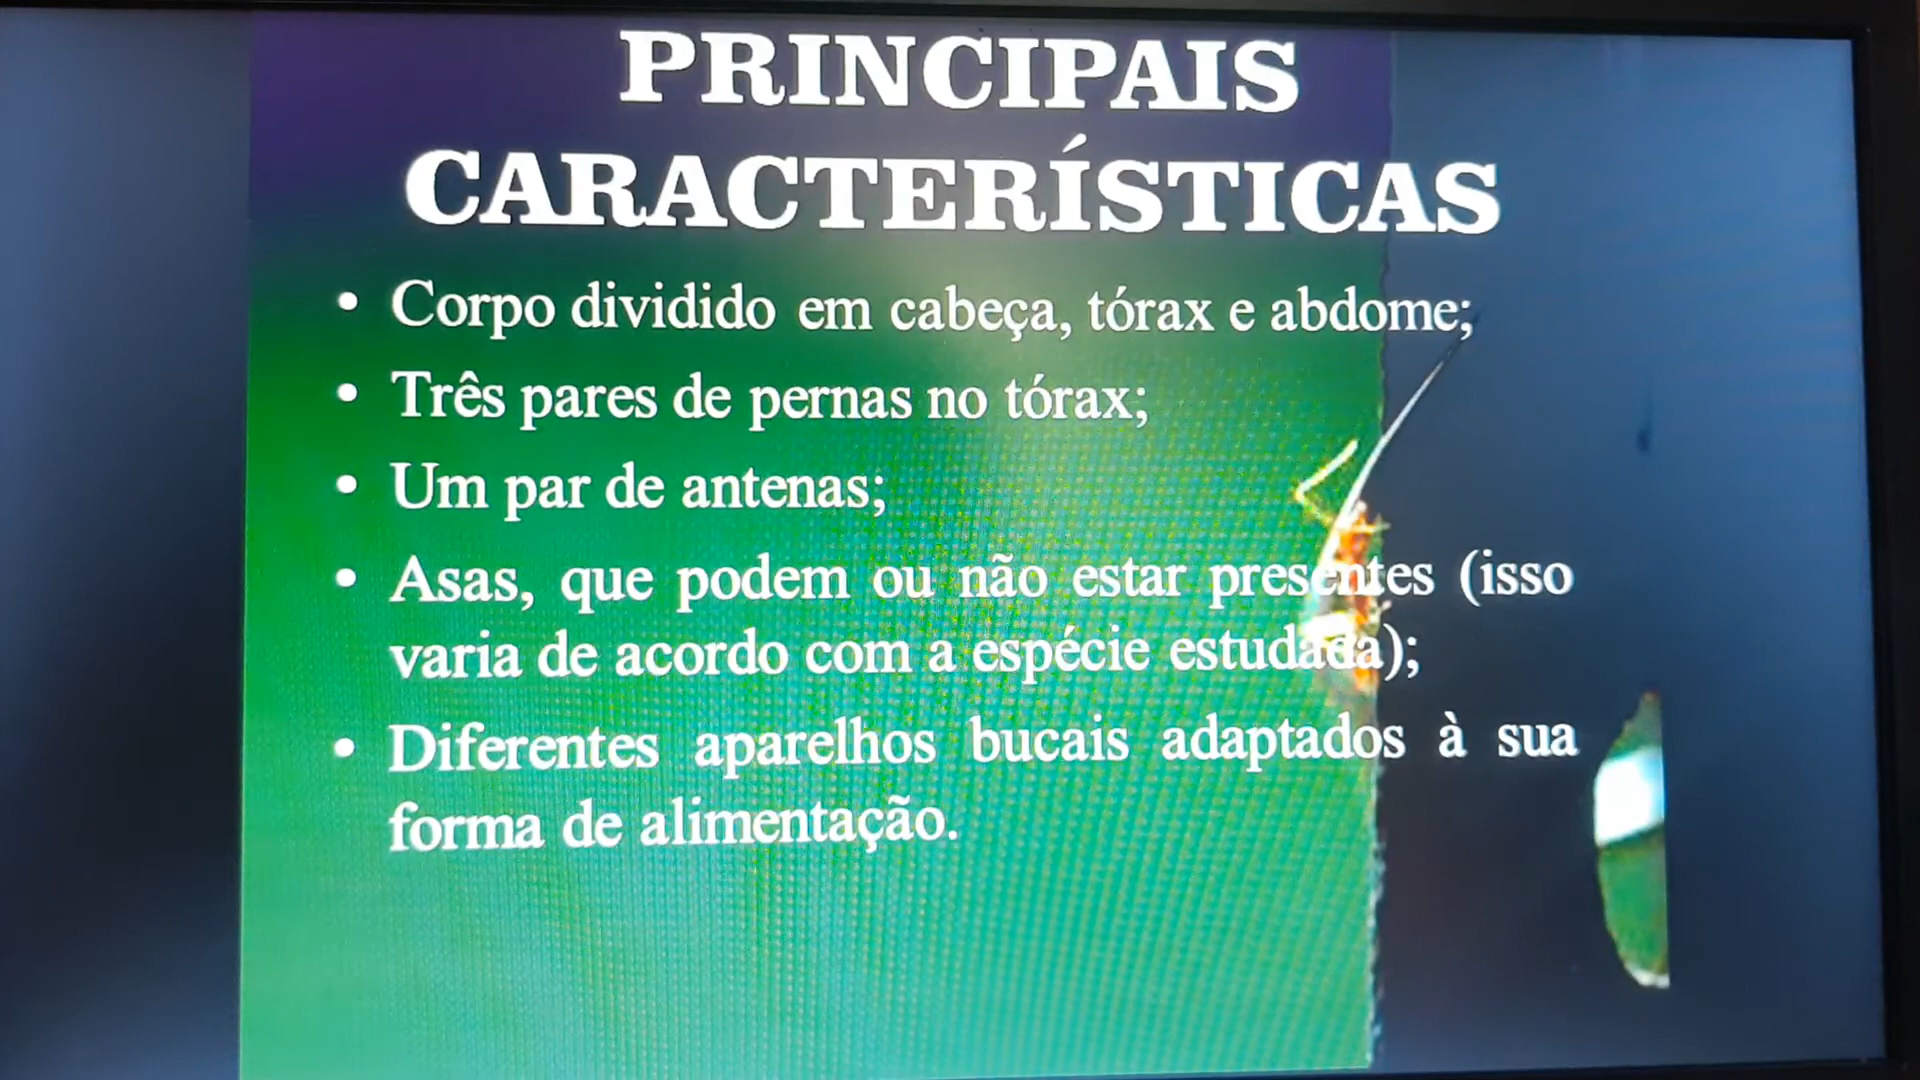 PRINCIPAIS
CARACTERÍSTICAS
• Corpo dividido em cabeça, tórax e abdome;
• Três pares de pernas no tórax;
• Um par de antenas;
• Asas, que podem ou não estar presentes (isso
varia de acordo com a espécie estudada);
• Diferentes aparelhos bucais adaptados à sua
forma de alimentação.